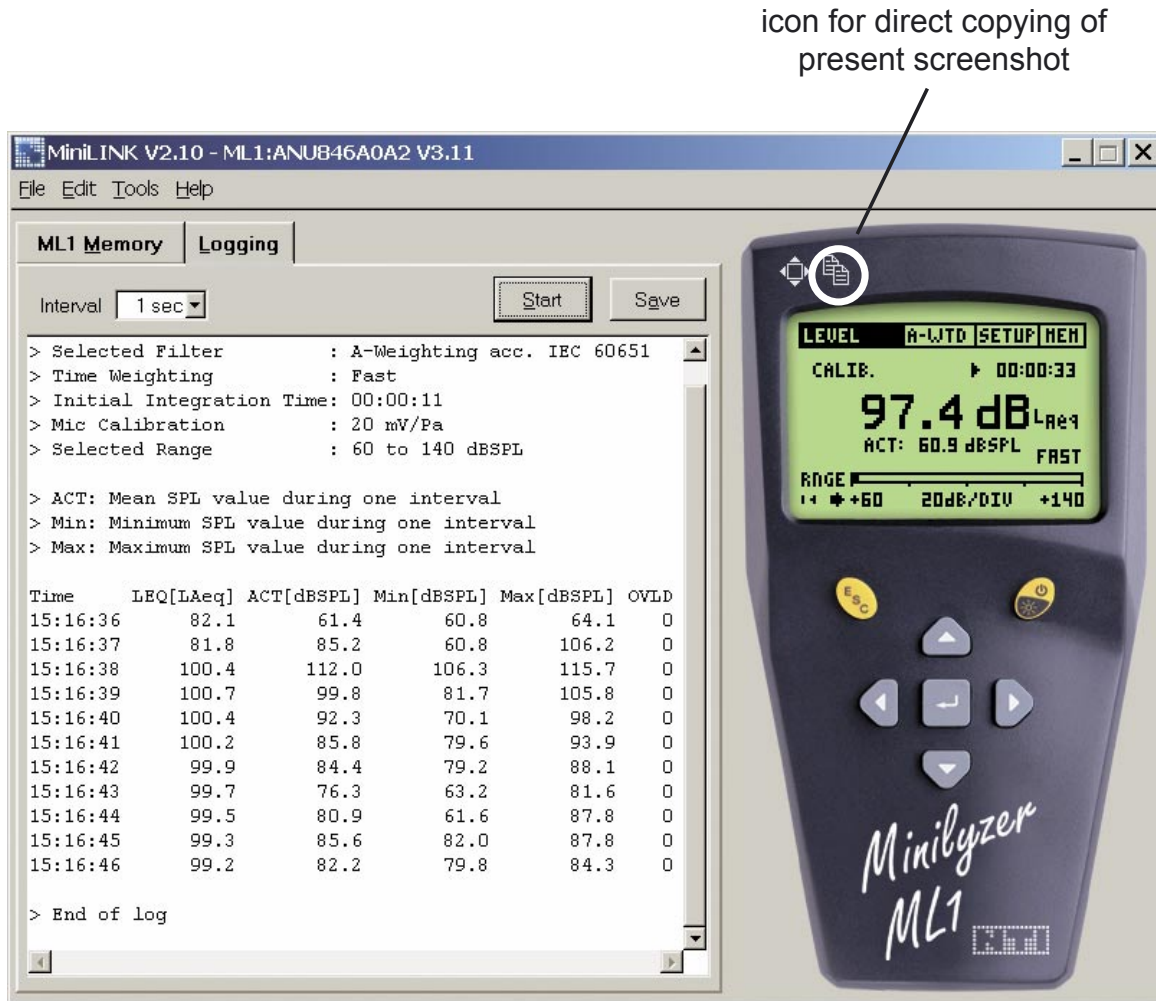 icon for direct copying of
present screenshot
MiniLINK V2.10 - ML1:ANU846A0A2 V3.11
File Edit Tools Help
ML1 Memory Logging
Interval 1 sec Start Save
> Selected Filter : A-Weighting acc. IEC 60651
> Time Weighting : Fast
> Initial Integration Time: 00:00:11
> Mic Calibration : 20 mV/Pa
> Selected Range : 60 to 140 dBSPL
> ACT: Mean SPL value during one interval
> Min: Minimum SPL value during one interval
> Max: Maximum SPL value during one interval
Time LEQ[LAeq] ACT[dBSPL] Min[dBSPL] Max[dBSPL] OVLD
15:16:36 82.1 61.4 60.8 64.1 0
15:16:37 81.8 85.2 60.8 106.2 0
15:16:38 100.4 112.0 106.3 115.7 0
15:16:39 100.7 99.8 81.7 105.8 0
15:16:40 100.4 92.3 70.1 98.2 0
15:16:41 100.2 85.8 79.6 93.9 0
15:16:42 99.9 84.4 79.2 88.1 0
15:16:43 99.7 76.3 63.2 81.6 0
15:16:44 99.5 80.9 61.6 87.8 0
15:16:45 99.3 85.6 82.0 87.8 0
15:16:46 99.2 82.2 79.8 84.3 0
> End of log
LEVEL A-WTD SETUP MEM
CALIB. 00:00:33
97.4 dB LAeq
ACT: 60.9 dBSPL FAST
RNGE
+60 20dB/DIV +140
ESC
Minilyzer
ML1
NTI